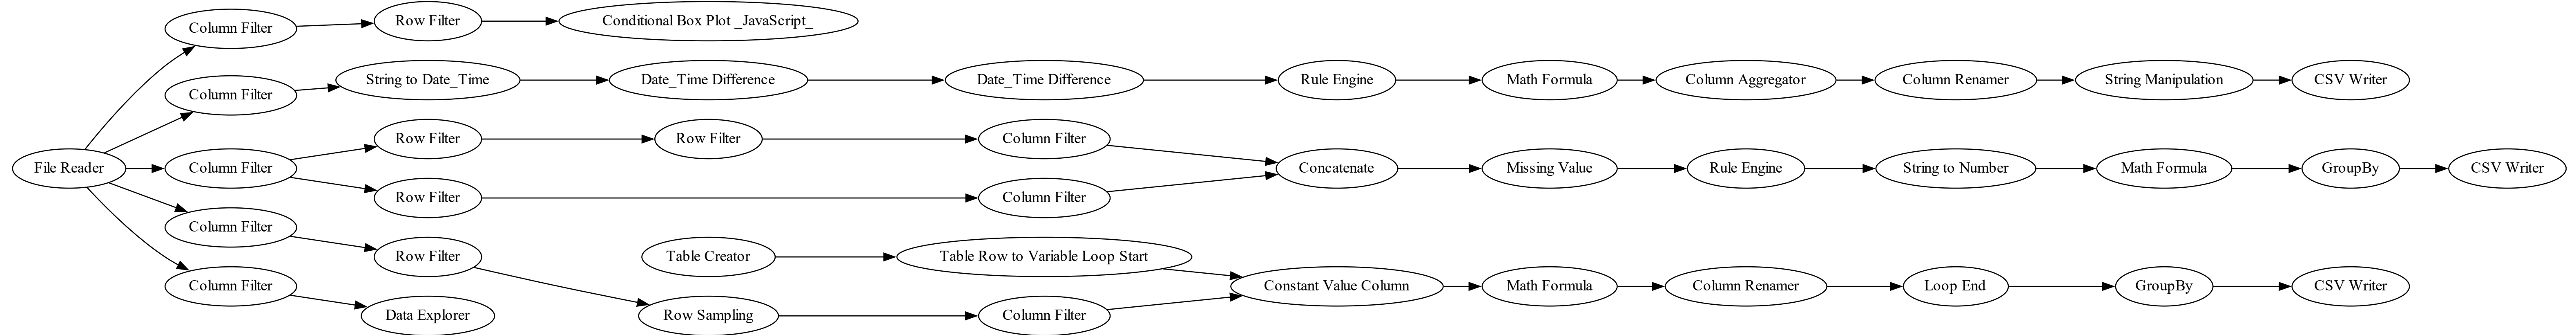 Column Filter
Row Filter
Conditional Box Plot _JavaScript_
Column Filter
String to Date_Time
Date_Time Difference
Date_Time Difference
Rule Engine
Math Formula
Column Aggregator
Column Renamer
String Manipulation
CSV Writer
File Reader
Column Filter
Row Filter
Row Filter
Column Filter
Row Filter
Column Filter
Concatenate
Missing Value
Rule Engine
String to Number
Math Formula
GroupBy
CSV Writer
Column Filter
Row Filter
Table Creator
Table Row to Variable Loop Start
Row Sampling
Column Filter
Constant Value Column
Math Formula
Column Renamer
Loop End
GroupBy
CSV Writer
Column Filter
Data Explorer